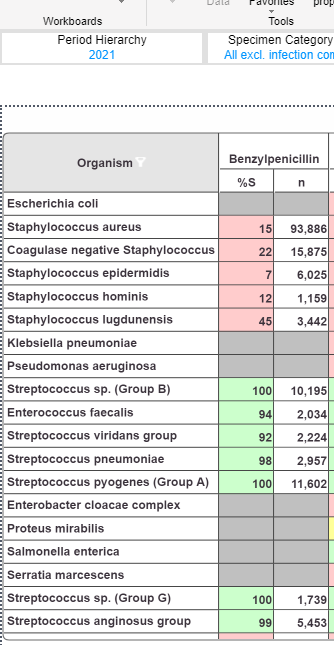 Data Favorites
Workboards Tools
Period Hierarchy Specimen Category
2021 All excl. infection con
Organism Benzylpenicillin
%S n
Escherichia coli
Staphylococcus aureus 15 93,886
Coagulase negative Staphylococcus 22 15,875
Staphylococcus epidermidis 7 6,025
Staphylococcus hominis 12 1,159
Staphylococcus lugdunensis 45 3,442
Klebsiella pneumoniae
Pseudomonas aeruginosa
Streptococcus sp. (Group B) 100 10,195
Enterococcus faecalis 94 2,034
Streptococcus viridans group 92 2,224
Streptococcus pneumoniae 98 2,957
Streptococcus pyogenes (Group A) 100 11,602
Enterobacter cloacae complex
Proteus mirabilis
Salmonella enterica
Serratia marcescens
Streptococcus sp. (Group G) 100 1,739
Streptococcus anginosus group 99 5,453